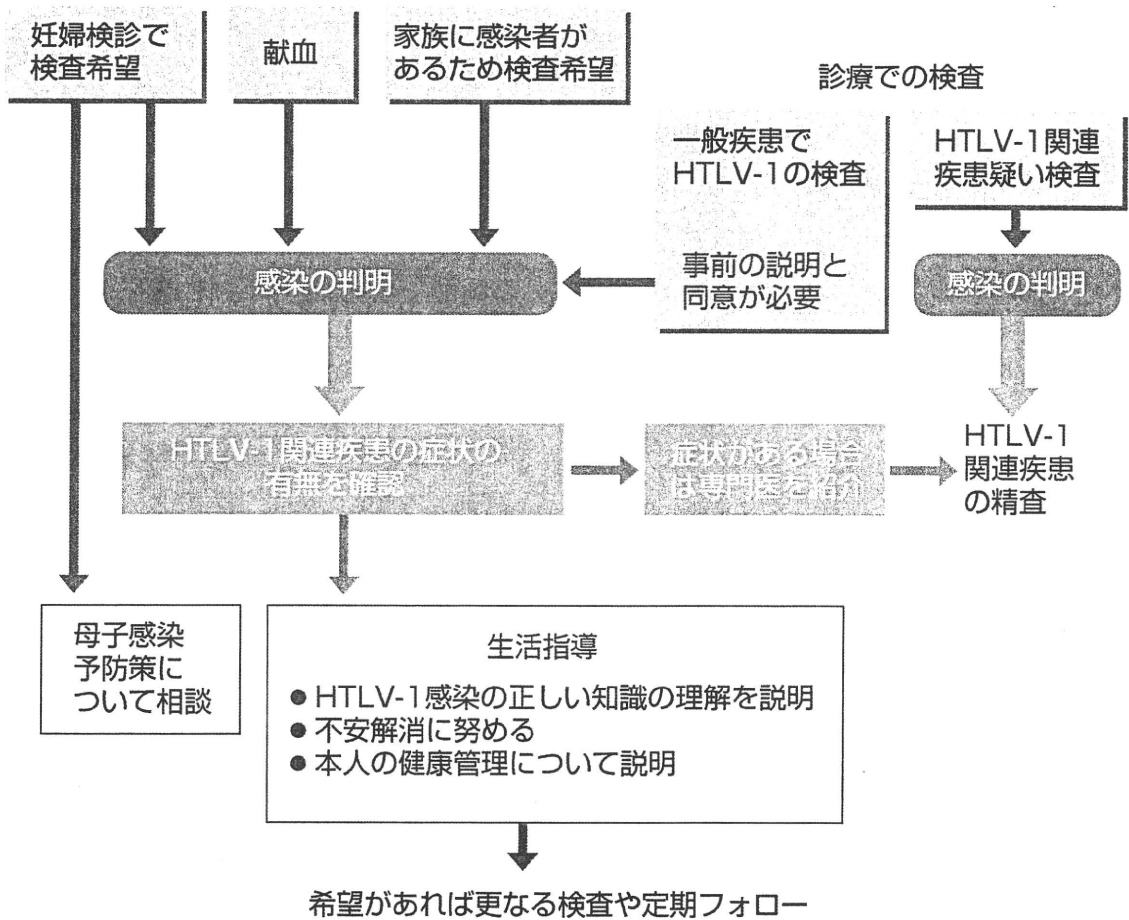 妊婦検診で
検査希望
献血
家族に感染者が
あるため検査希望
診療での検査
一般疾患で
HTLV-1の検査
事前の説明と
同意が必要
HTLV-1関連
疾患疑い検査
感染の判明
感染の判明
HTLV-1関連疾患の症状の
有無を確認
症状がある場合
は専門医を紹介
HTLV-1
関連疾患
の精査
母子感染
予防策に
ついて相談
生活指導
● HTLV-1感染の正しい知識の理解を説明
● 不安解消に努める
● 本人の健康管理について説明
希望があれば更なる検査や定期フォロー